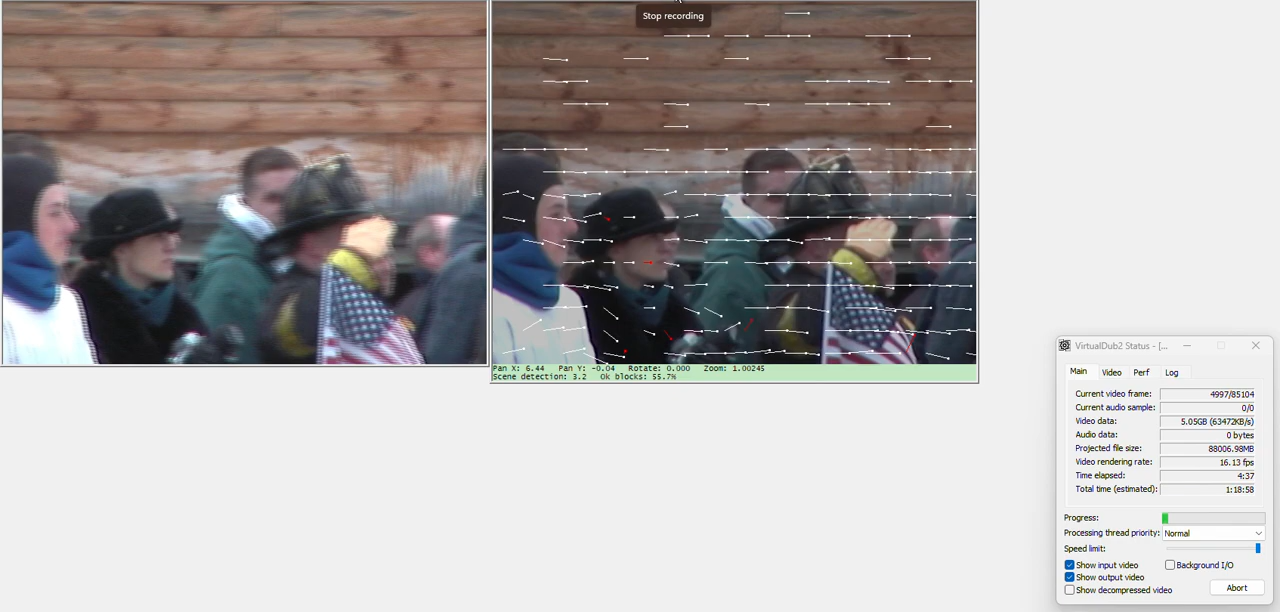 Stop recording
Pan X: 6.44 Pan Y: -0.04 Rotate: 0.000 Zoom: 1.00245
Scene detection: 3.2 Ok blocks: 55.7%
VirtualDub2 Status - [...
Main Video Perf Log
Current video frame: 4997/85104
Current audio sample: 0/0
Video data: 5.05GB (63472KB/s)
Audio data: 0 bytes
Projected file size: 88006.98MB
Video rendering rate: 16.13 fps
Time elapsed: 4:37
Total time (estimated): 1:18:58
Progress:
Processing thread priority: Normal
Speed limit:
Show input video Background I/O
Show output video
Show decompressed video
Abort